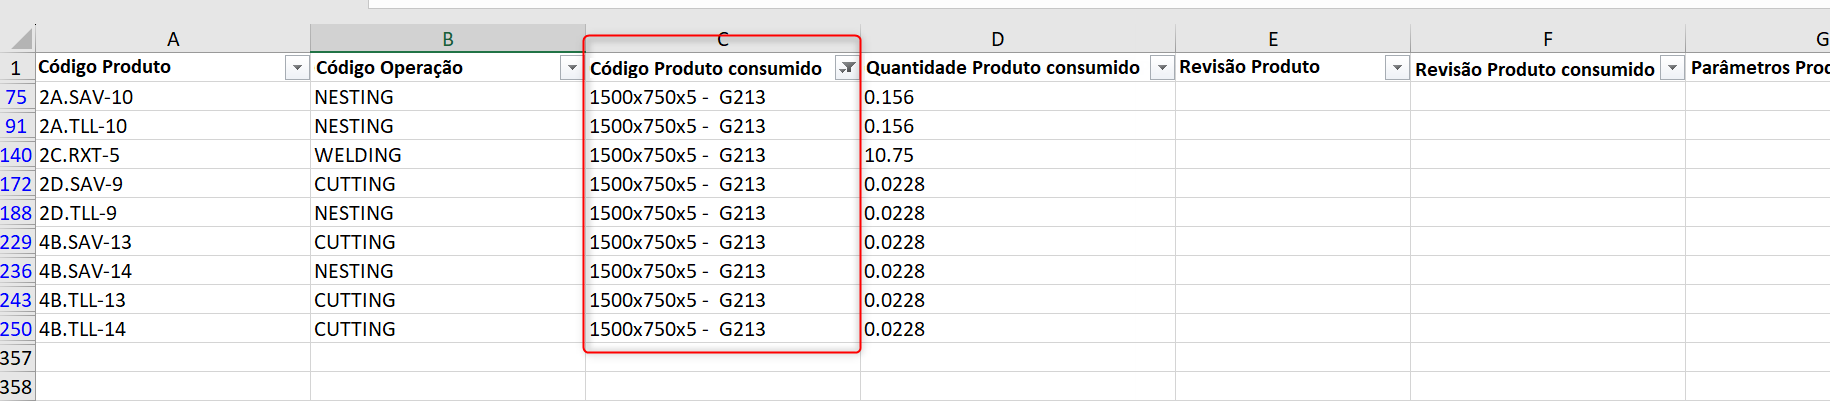 A B C D E F G
1 Código Produto Código Operação Código Produto consumido Quantidade Produto consumido Revisão Produto Revisão Produto consumido Parâmetros Prod
75 2A.SAV-10 NESTING 1500x750x5 -  G213 0.156
91 2A.TLL-10 NESTING 1500x750x5 -  G213 0.156
140 2C.RXT-5 WELDING 1500x750x5 -  G213 10.75
172 2D.SAV-9 CUTTING 1500x750x5 -  G213 0.0228
188 2D.TLL-9 NESTING 1500x750x5 -  G213 0.0228
229 4B.SAV-13 CUTTING 1500x750x5 -  G213 0.0228
236 4B.SAV-14 NESTING 1500x750x5 -  G213 0.0228
243 4B.TLL-13 CUTTING 1500x750x5 -  G213 0.0228
250 4B.TLL-14 CUTTING 1500x750x5 -  G213 0.0228
357
358